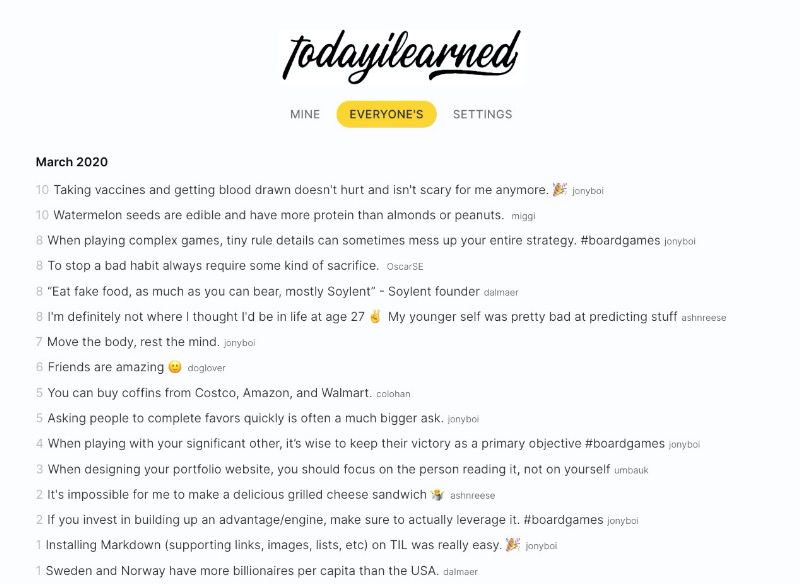 todayilearned
MINE EVERYONE'S SETTINGS
March 2020
10 Taking vaccines and getting blood drawn doesn't hurt and isn't scary for me anymore. 🎉 jonyboi
10 Watermelon seeds are edible and have more protein than almonds or peanuts. miggi
8 When playing complex games, tiny rule details can sometimes mess up your entire strategy. #boardgames jonyboi
8 To stop a bad habit always require some kind of sacrifice. OscarSE
8 “Eat fake food, as much as you can bear, mostly Soylent” - Soylent founder dalmaer
8 I'm definitely not where I thought I'd be in life at age 27 ✌️ My younger self was pretty bad at predicting stuff ashnreese
7 Move the body, rest the mind. jonyboi
6 Friends are amazing 🙂 doglover
5 You can buy coffins from Costco, Amazon, and Walmart. colohan
5 Asking people to complete favors quickly is often a much bigger ask. jonyboi
4 When playing with your significant other, it’s wise to keep their victory as a primary objective #boardgames jonyboi
3 When designing your portfolio website, you should focus on the person reading it, not on yourself umbauk
2 It's impossible for me to make a delicious grilled cheese sandwich 🤷‍♀️ ashnreese
2 If you invest in building up an advantage/engine, make sure to actually leverage it. #boardgames jonyboi
1 Installing Markdown (supporting links, images, lists, etc) on TIL was really easy. 🎉 jonyboi
1 Sweden and Norway have more billionaires per capita than the USA. dalmaer